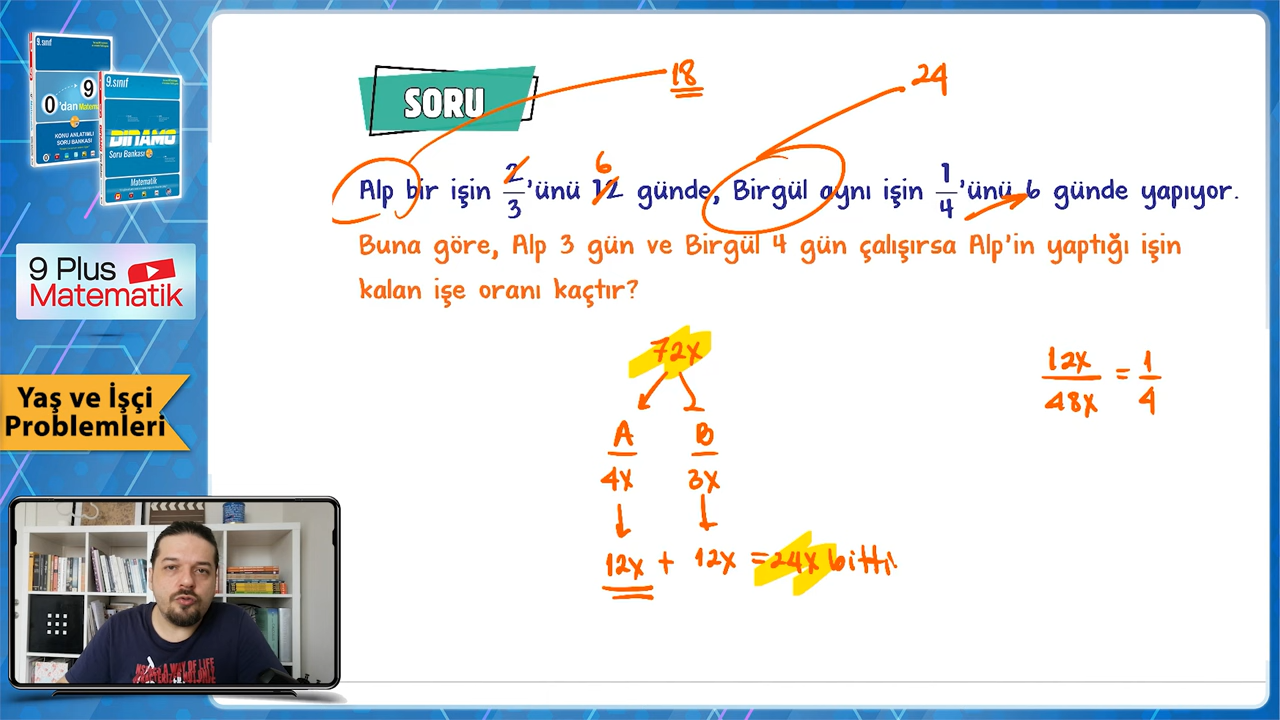 9.sınıf
0'dan 9
Matematik
KONU ANLATIMLI
SORU BANKASI
9.sınıf
DİNAMO
Soru Bankası
Matematik
9 Plus
Matematik
Yaş ve İşçi
Problemleri
SORU
18
24
6
Alp bir işin 2/3'ünü 12 günde, Birgül aynı işin 1/4'ünü 6 günde yapıyor.
Buna göre, Alp 3 gün ve Birgül 4 gün çalışırsa Alp'in yaptığı işin
kalan işe oranı kaçtır?
72x
A B
4x 3x
12x + 12x = 24x bitti
12x/48x = 1/4